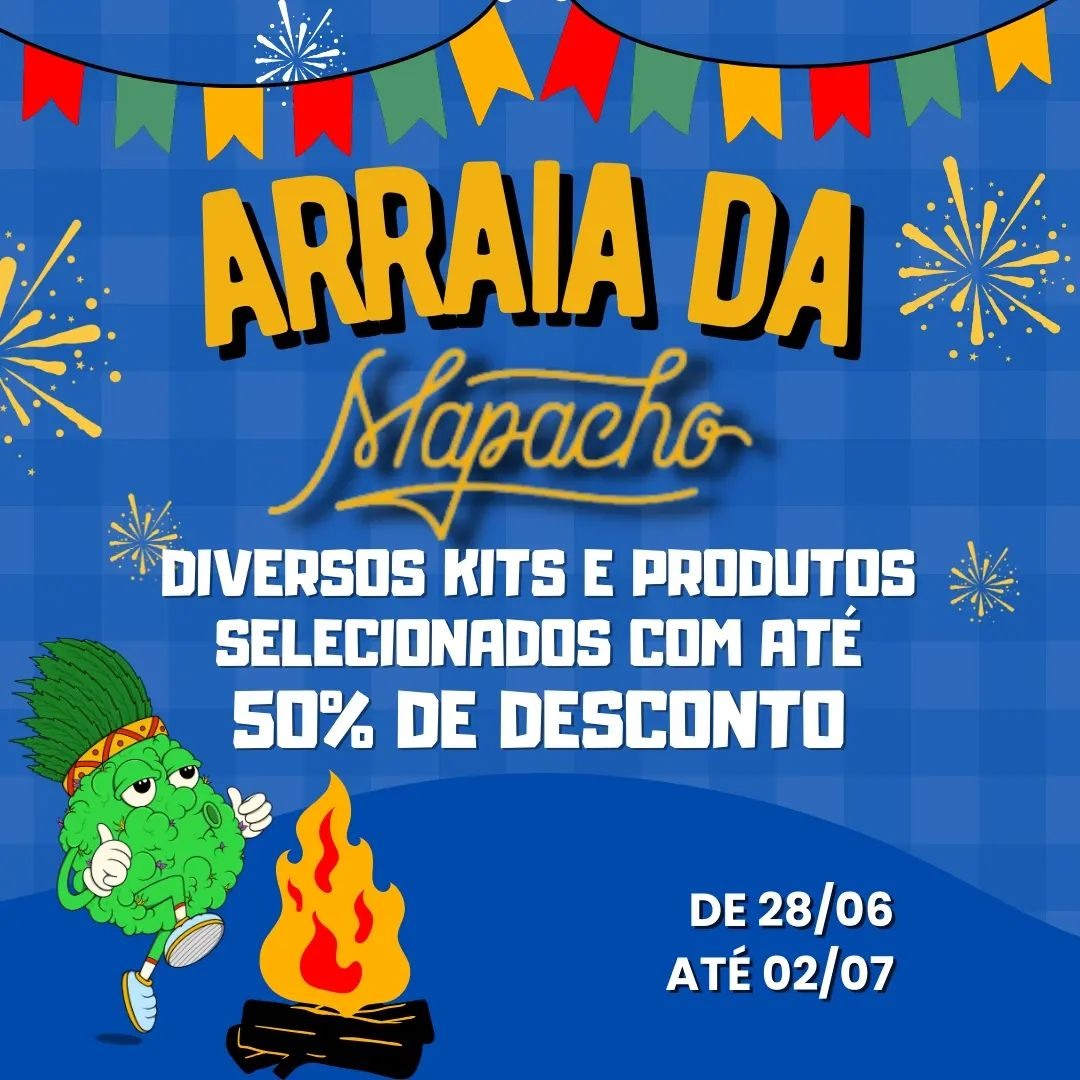 ARRAIA DA
Mapacho
DIVERSOS KITS E PRODUTOS
SELECIONADOS COM ATÉ
50% DE DESCONTO
DE 28/06
ATÉ 02/07